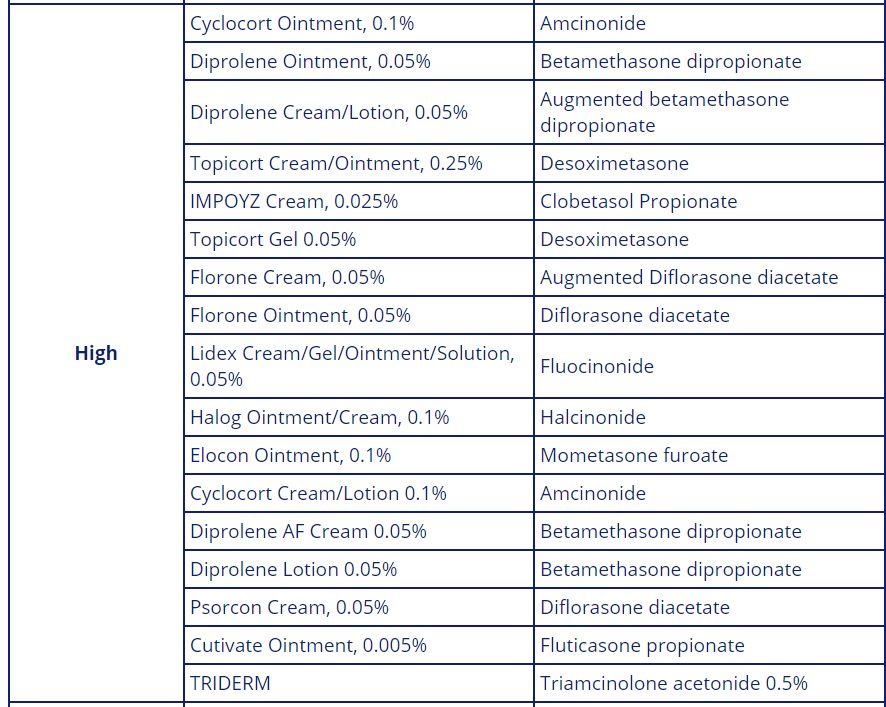 High
Cyclocort Ointment, 0.1% Amcinonide
Diprolene Ointment, 0.05% Betamethasone dipropionate
Diprolene Cream/Lotion, 0.05% Augmented betamethasone
dipropionate
Topicort Cream/Ointment, 0.25% Desoximetasone
IMPOYZ Cream, 0.025% Clobetasol Propionate
Topicort Gel 0.05% Desoximetasone
Florone Cream, 0.05% Augmented Diflorasone diacetate
Florone Ointment, 0.05% Diflorasone diacetate
Lidex Cream/Gel/Ointment/Solution,
0.05% Fluocinonide
Halog Ointment/Cream, 0.1% Halcinonide
Elocon Ointment, 0.1% Mometasone furoate
Cyclocort Cream/Lotion 0.1% Amcinonide
Diprolene AF Cream 0.05% Betamethasone dipropionate
Diprolene Lotion 0.05% Betamethasone dipropionate
Psorcon Cream, 0.05% Diflorasone diacetate
Cutivate Ointment, 0.005% Fluticasone propionate
TRIDERM Triamcinolone acetonide 0.5%